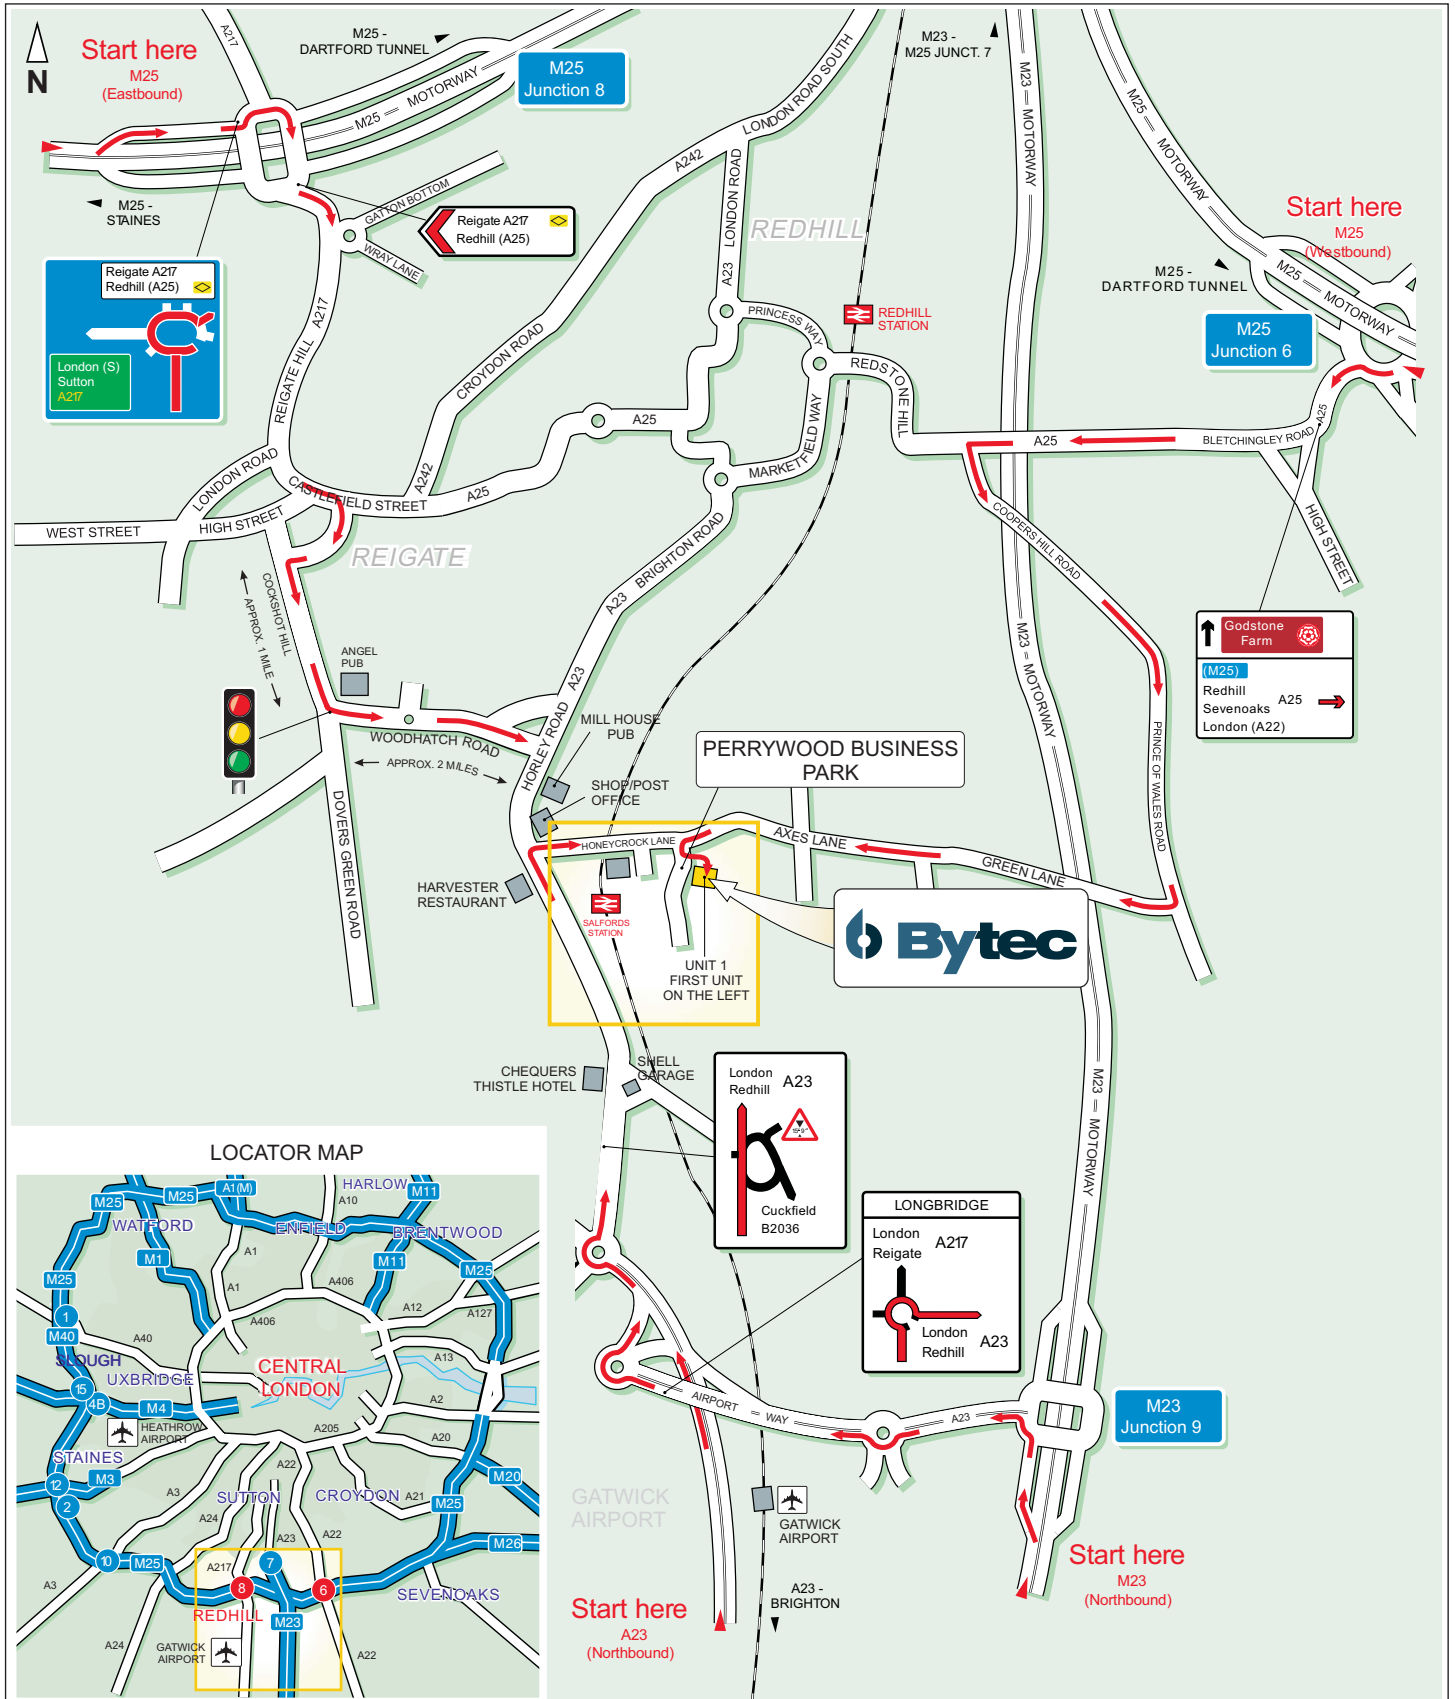 N
Start here
M25
(Eastbound)
A217
M25 -
DARTFORD TUNNEL
M25
Junction 8
M25 — MOTORWAY
M25 -
STAINES
GATTON BOTTOM
WRAY LANE
Reigate A217
Redhill (A25)
Reigate A217
Redhill (A25)
London (S)
Sutton
A217
REIGATE HILL A217
LONDON ROAD SOUTH
A242
LONDON ROAD
A23
REDHILL
M23 -
M25 JUNCT. 7
M23 — MOTORWAY
M25 — MOTORWAY
Start here
M25
(Westbound)
M25 -
DARTFORD TUNNEL
M25 — MOTORWAY
M25
Junction 6
PRINCESS WAY
REDHILL
STATION
REDSTONE HILL
CROYDON ROAD
A242
A25
MARKETFIELD WAY
A25
A25
BLETCHINGLEY ROAD
A25
HIGH STREET
LONDON ROAD
CASTLEFIELD STREET
HIGH STREET
WEST STREET
REIGATE
A23 BRIGHTON ROAD
COOPERS HILL ROAD
COCKSHOT HILL
APPROX. 1 MILE
ANGEL
PUB
A23
HORLEY ROAD
WOODHATCH ROAD
APPROX. 2 MILES
DOVERS GREEN ROAD
MILL HOUSE
PUB
SHOP/POST
OFFICE
PERRYWOOD BUSINESS
PARK
M23 = MOTORWAY
Godstone
Farm
(M25)
Redhill
Sevenoaks
London (A22)
A25
PRINCE OF WALES ROAD
HONEYCROCK LANE
AXES LANE
GREEN LANE
HARVESTER
RESTAURANT
SALFORDS
STATION
Bytec
UNIT 1
FIRST UNIT
ON THE LEFT
CHEQUERS
THISTLE HOTEL
SHELL
GARAGE
London
Redhill
A23
15'-9"
Cuckfield
B2036
M23 — MOTORWAY
LONGBRIDGE
London
Reigate
A217
London
Redhill
A23
AIRPORT — WAY
A23
M23
Junction 9
GATWICK
AIRPORT
GATWICK
AIRPORT
Start here
M23
(Northbound)
Start here
A23
(Northbound)
A23 -
BRIGHTON
LOCATOR MAP
M25
M25
A1(M)
A10
HARLOW
M11
WATFORD
ENFIELD
BRENTWOOD
M1
A1
M11
M25
M25
A1
A406
1
A406
A12
A127
M40
A40
SLOUGH
UXBRIDGE
CENTRAL
LONDON
A13
15
4B
M4
A2
HEATHROW
AIRPORT
A205
A20
STAINES
A22
12
M3
M20
2
A3
SUTTON
CROYDON
A21
M25
A24
A23
A22
M26
10
M25
A217
7
A3
8
6
SEVENOAKS
REDHILL
M23
A24
GATWICK
AIRPORT
A22